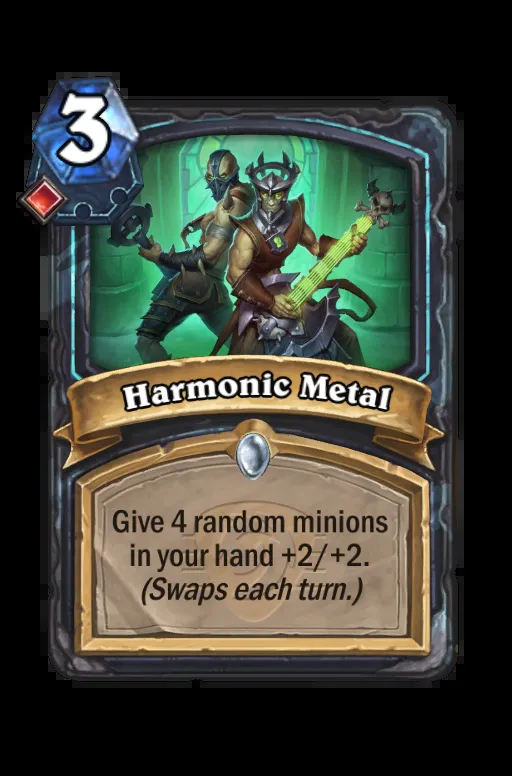 3
Harmonic Metal
Give 4 random minions
in your hand +2/+2.
(Swaps each turn.)